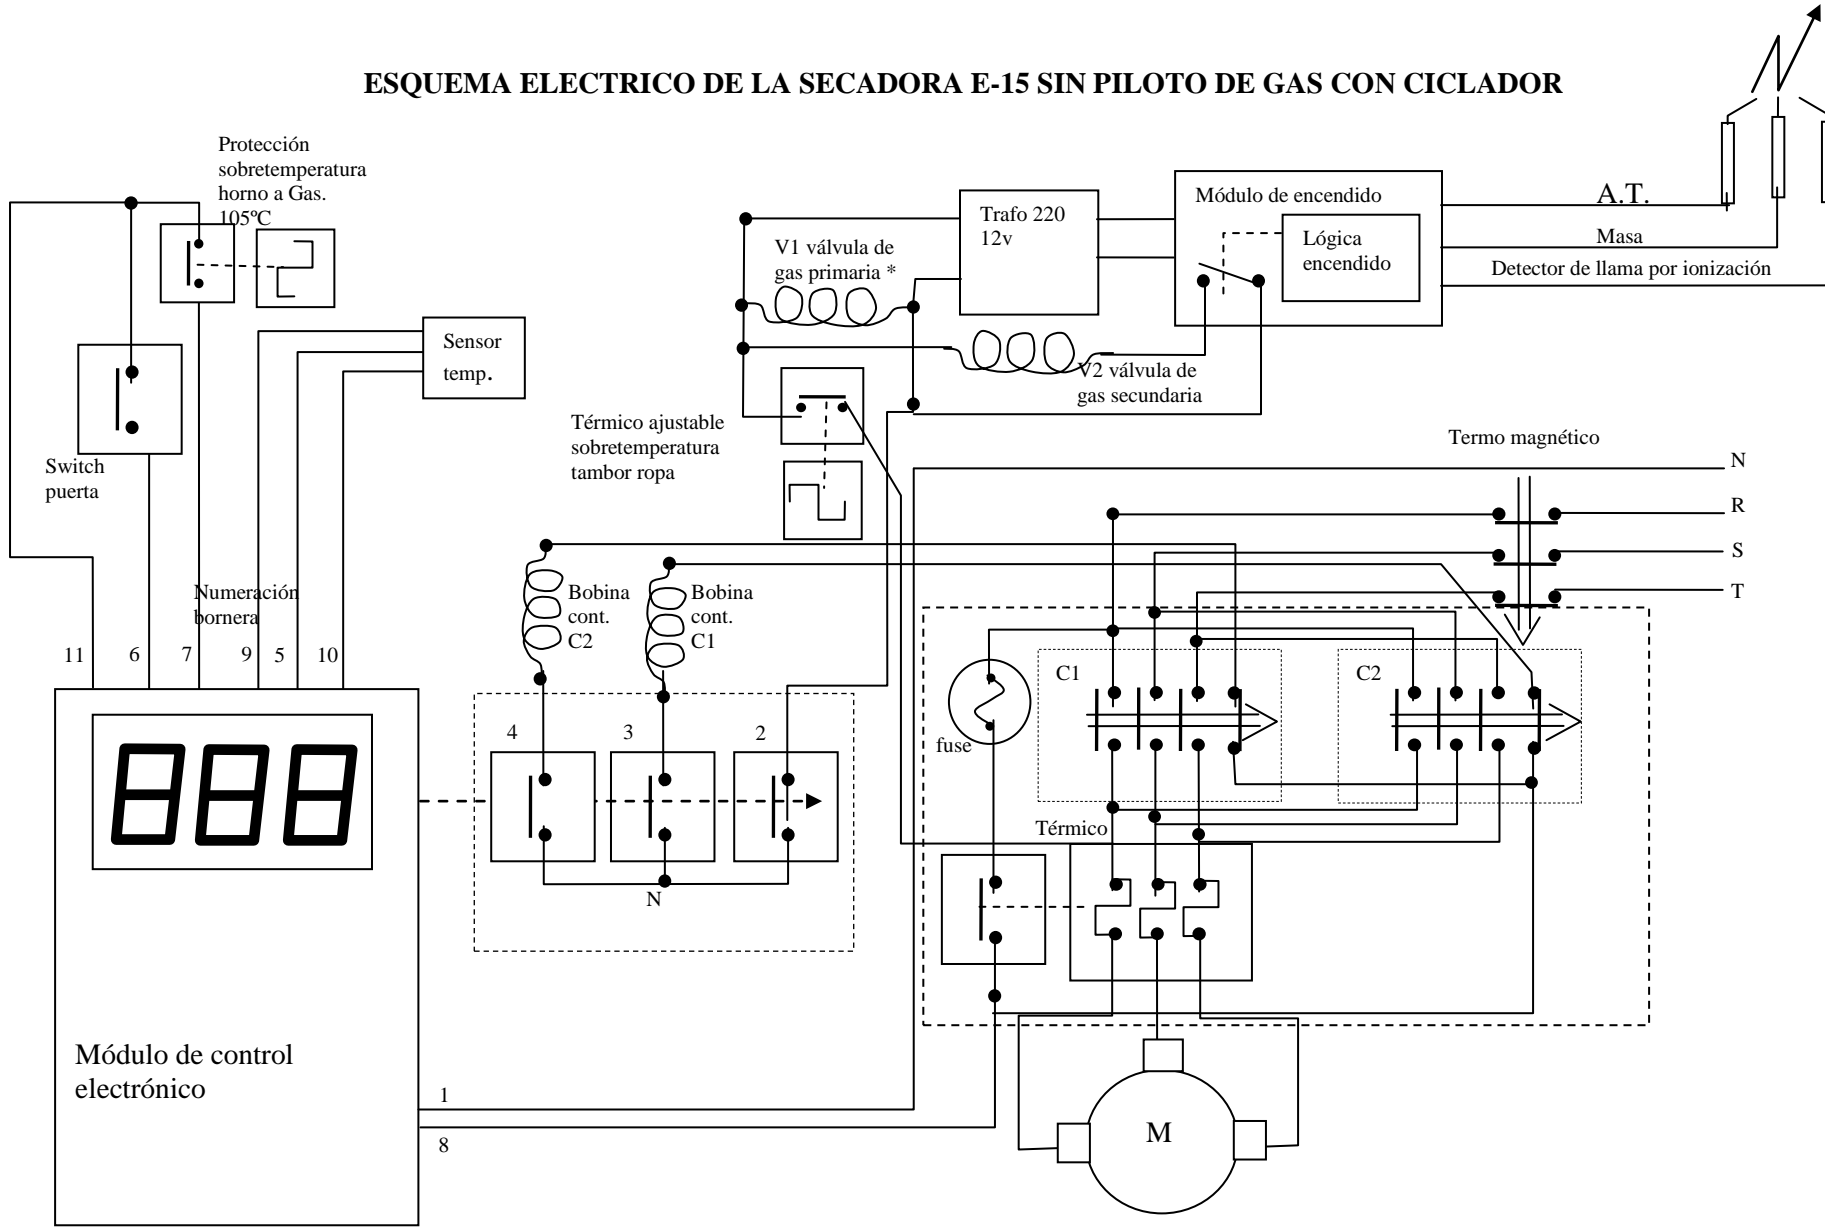 ESQUEMA ELECTRICO DE LA SECADORA E-15 SIN PILOTO DE GAS CON CICLADOR
Protección
sobretemperatura
horno a Gas.
105ºC
Trafo 220
12v
Módulo de encendido
Lógica
encendido
A.T.
Masa
Detector de llama por ionización
V1 válvula de
gas primaria *
V2 válvula de
gas secundaria
Sensor
temp.
Switch
puerta
Térmico ajustable
sobretemperatura
tambor ropa
Termo magnético
N
R
S
T
Numeración
bornera
11
6
7
9
5
10
Bobina
cont.
C2
Bobina
cont.
C1
C1
C2
fuse
4
3
2
N
Térmico
Módulo de control
electrónico
1
8
M